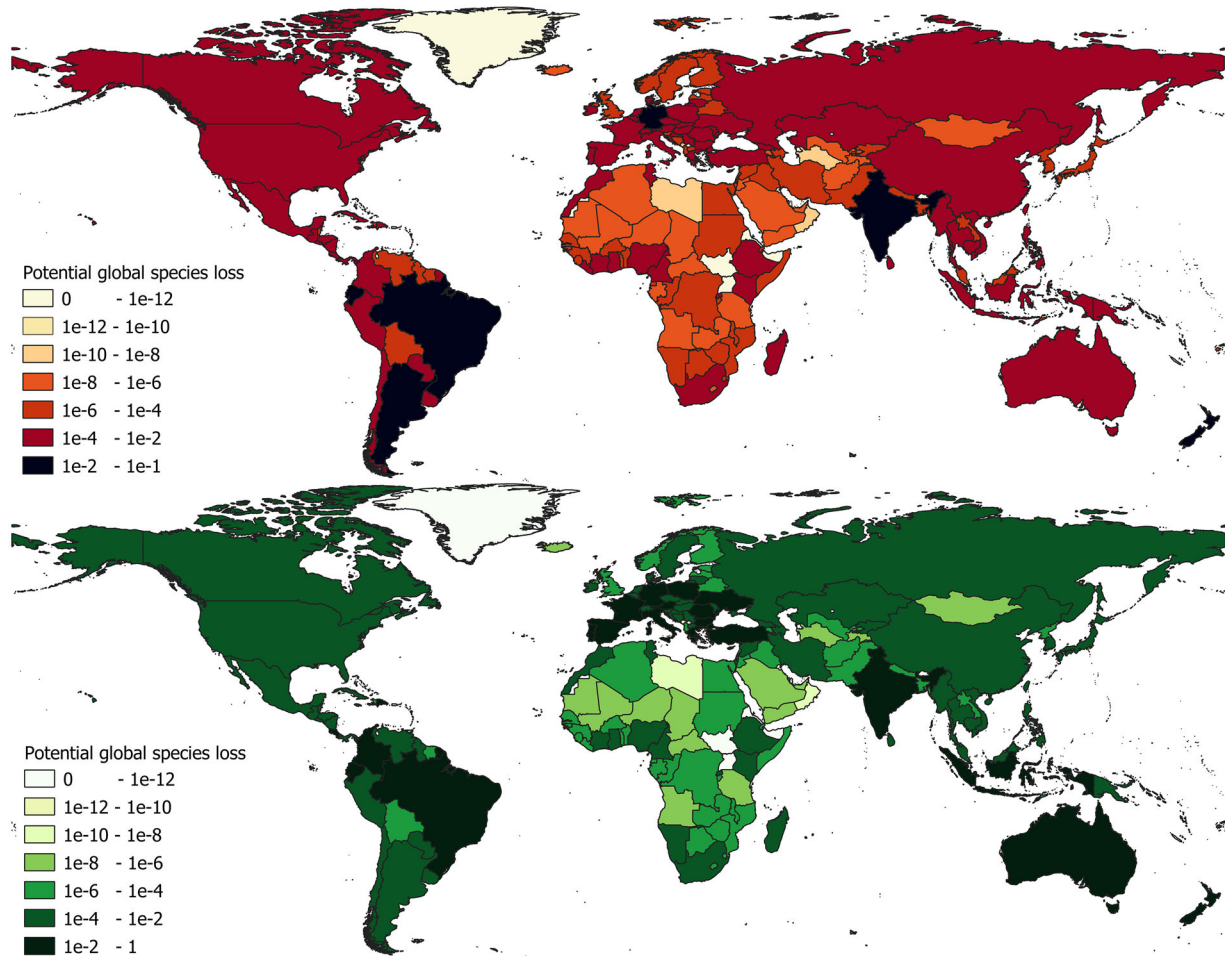 Potential global species loss
0 - 1e-12
1e-12 - 1e-10
1e-10 - 1e-8
1e-8 - 1e-6
1e-6 - 1e-4
1e-4 - 1e-2
1e-2 - 1e-1
Potential global species loss
0 - 1e-12
1e-12 - 1e-10
1e-10 - 1e-8
1e-8 - 1e-6
1e-6 - 1e-4
1e-4 - 1e-2
1e-2 - 1